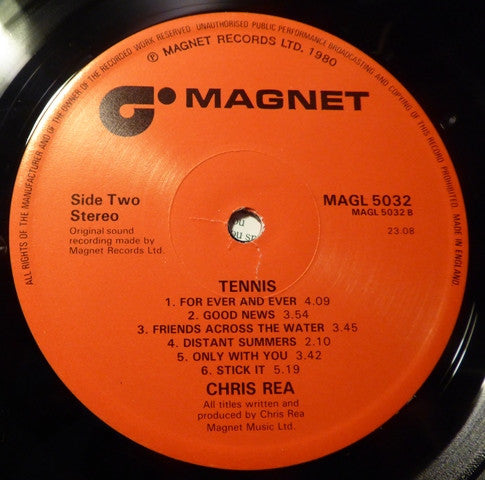 ALL RIGHTS OF THE MANUFACTURER AND OF THE OWNER OF THE RECORDED WORK RESERVED. UNAUTHORISED PUBLIC PERFORMANCE BROADCASTING AND COPYING OF THIS RECORD PROHIBITED. MADE IN ENGLAND.
℗ MAGNET RECORDS LTD. 1980
MAGNET
Side Two
Stereo
Original sound
recording made by
Magnet Records Ltd.
MAGL 5032
MAGL 5032 B
23.08
TENNIS
1. FOR EVER AND EVER 4.09
2. GOOD NEWS 3.54
3. FRIENDS ACROSS THE WATER 3.45
4. DISTANT SUMMERS 2.10
5. ONLY WITH YOU 3.42
6. STICK IT 5.19
CHRIS REA
All titles written and
produced by Chris Rea
Magnet Music Ltd.